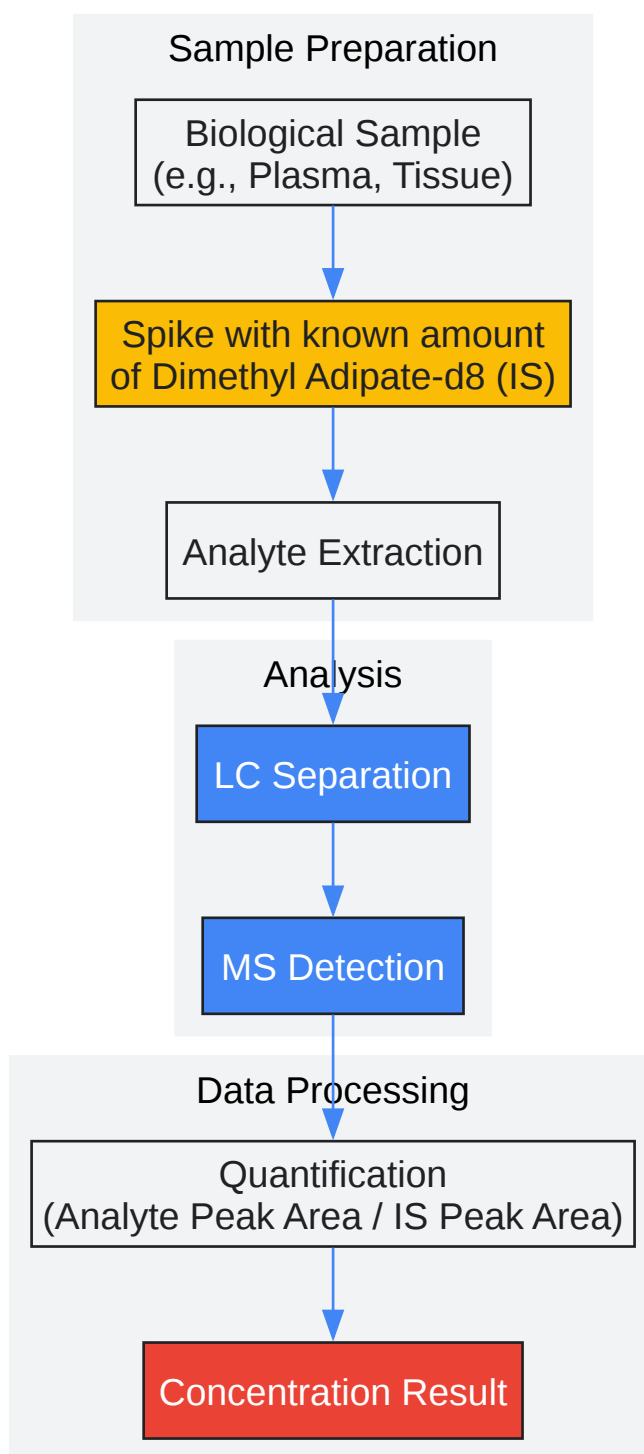 Sample Preparation
Biological Sample
(e.g., Plasma, Tissue)
Spike with known amount
of Dimethyl Adipate-d8 (IS)
Analyte Extraction
Analysis
LC Separation
MS Detection
Data Processing
Quantification
(Analyte Peak Area / IS Peak Area)
Concentration Result